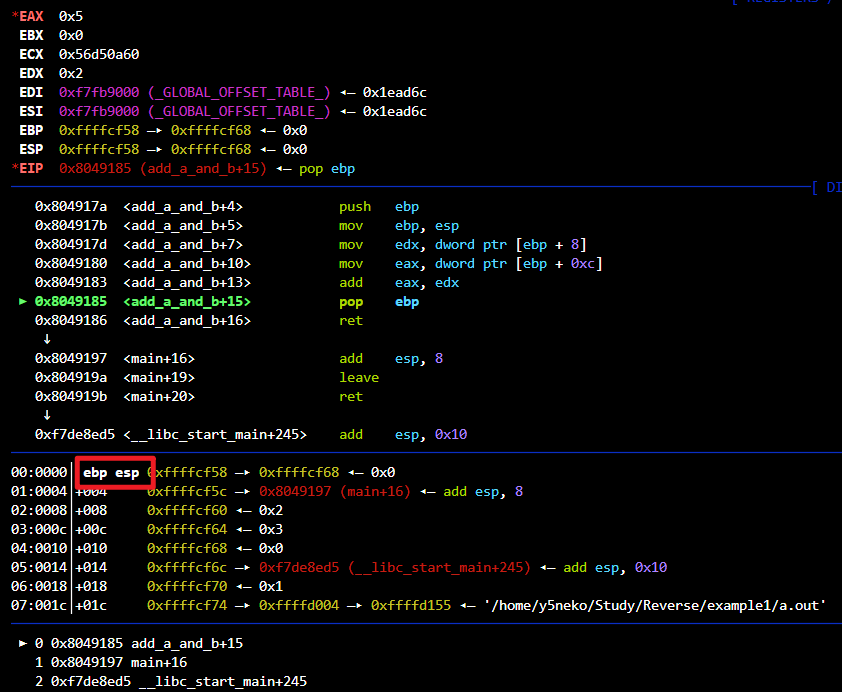 [ REGISTERS /
*EAX 0x5
EBX 0x0
ECX 0x56d50a60
EDX 0x2
EDI 0xf7fb9000 (_GLOBAL_OFFSET_TABLE_) ◂— 0x1ead6c
ESI 0xf7fb9000 (_GLOBAL_OFFSET_TABLE_) ◂— 0x1ead6c
EBP 0xffffcf58 —▸ 0xffffcf68 ◂— 0x0
ESP 0xffffcf58 —▸ 0xffffcf68 ◂— 0x0
*EIP 0x8049185 (add_a_and_b+15) ◂— pop ebp
[ DI
0x804917a <add_a_and_b+4> push ebp
0x804917b <add_a_and_b+5> mov ebp, esp
0x804917d <add_a_and_b+7> mov edx, dword ptr [ebp + 8]
0x8049180 <add_a_and_b+10> mov eax, dword ptr [ebp + 0xc]
0x8049183 <add_a_and_b+13> add eax, edx
► 0x8049185 <add_a_and_b+15> pop ebp
0x8049186 <add_a_and_b+16> ret
↓
0x8049197 <main+16> add esp, 8
0x804919a <main+19> leave
0x804919b <main+20> ret
↓
0xf7de8ed5 <__libc_start_main+245> add esp, 0x10
00:0000│ ebp esp 0xffffcf58 —▸ 0xffffcf68 ◂— 0x0
01:0004│+004 0xffffcf5c —▸ 0x8049197 (main+16) ◂— add esp, 8
02:0008│+008 0xffffcf60 ◂— 0x2
03:000c│+00c 0xffffcf64 ◂— 0x3
04:0010│+010 0xffffcf68 ◂— 0x0
05:0014│+014 0xffffcf6c —▸ 0xf7de8ed5 (__libc_start_main+245) ◂— add esp, 0x10
06:0018│+018 0xffffcf70 ◂— 0x1
07:001c│+01c 0xffffcf74 —▸ 0xffffd004 —▸ 0xffffd155 ◂— '/home/y5neko/Study/Reverse/example1/a.out'
► 0 0x8049185 add_a_and_b+15
1 0x8049197 main+16
2 0xf7de8ed5 __libc_start_main+245